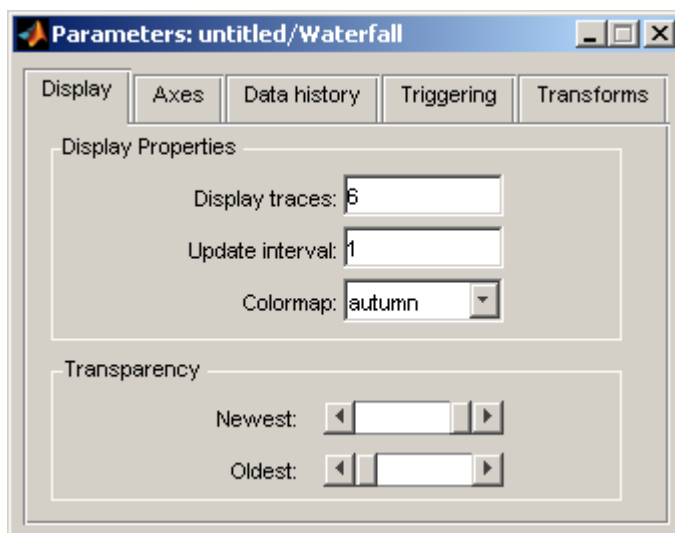 Parameters: untitled/Waterfall
Display Axes Data history Triggering Transforms
Display Properties
Display traces: 6
Update interval: 1
Colormap: autumn
Transparency
Newest:
Oldest: